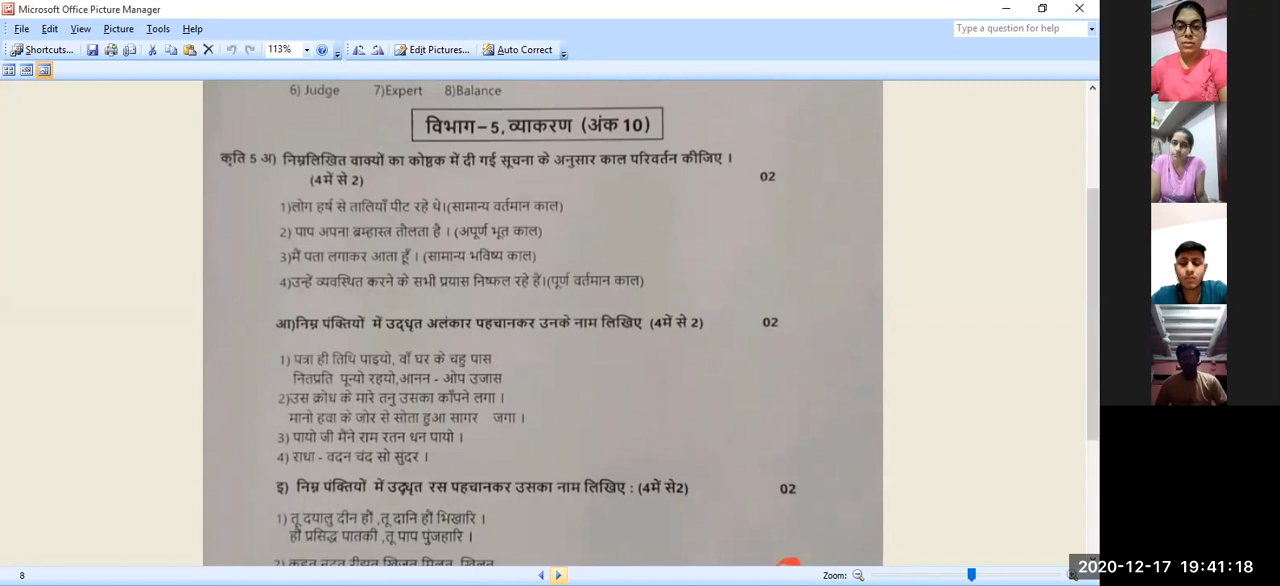 Microsoft Office Picture Manager
File Edit View Picture Tools Help
Type a question for help
Shortcuts... 113% Edit Pictures... Auto Correct
6) Judge 7)Expert 8)Balance
विभाग-5, व्याकरण (अंक 10)
कृति 5 अ) निम्नलिखित वाक्यों का कोष्ठक में दी गई सूचना के अनुसार काल परिवर्तन कीजिए ।
(4में से 2) 02
1)लोग हर्ष से तालियाँ पीट रहे थे।(सामान्य वर्तमान काल)
2) पाप अपना ब्रम्हास्त्र तौलता है । (अपूर्ण भूत काल)
3)मैं पता लगाकर आता हूँ । (सामान्य भविष्य काल)
4)उन्हें व्यवस्थित करने के सभी प्रयास निष्फल रहे हैं।(पूर्ण वर्तमान काल)
आ)निम्न पंक्तियों में उद्धृत अलंकार पहचानकर उनके नाम लिखिए (4में से 2) 02
1) पत्रा ही तिथि पाइयो, वाँ घर के चहु पास
नितप्रति पून्यो रहयो,आनन - ओप उजास
2)उस क्रोध के मारे तनु उसका काँपने लगा ।
मानो हवा के जोर से सोता हुआ सागर जगा ।
3) पायो जी मैंने राम रतन धन पायो ।
4) राधा - वदन चंद सो सुंदर ।
इ) निम्न पंक्तियों में उद्धृत रस पहचानकर उसका नाम लिखिए : (4में से2) 02
1) तू दयालु दीन हौं ,तू दानि हौं भिखारि ।
हौं प्रसिद्ध पातकी ,तू पाप पुंजहारि ।
8
Zoom:
2020-12-17 19:41:18